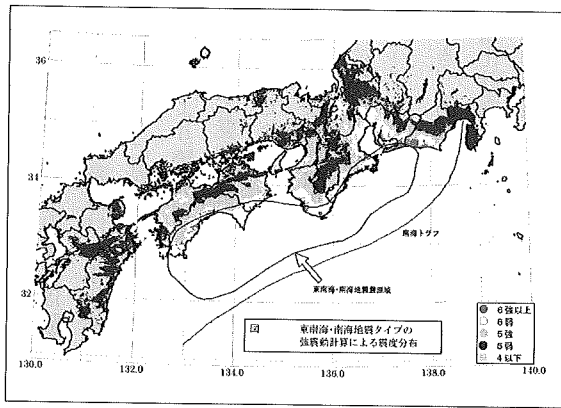 36
34
32
130.0
132.0
134.0
136.0
138.0
140.0
南海トラフ
東南海・南海地震震源域
6強以上
6弱
5強
5弱
4以下
図 東南海・南海地震タイプの
強震動計算による震度分布